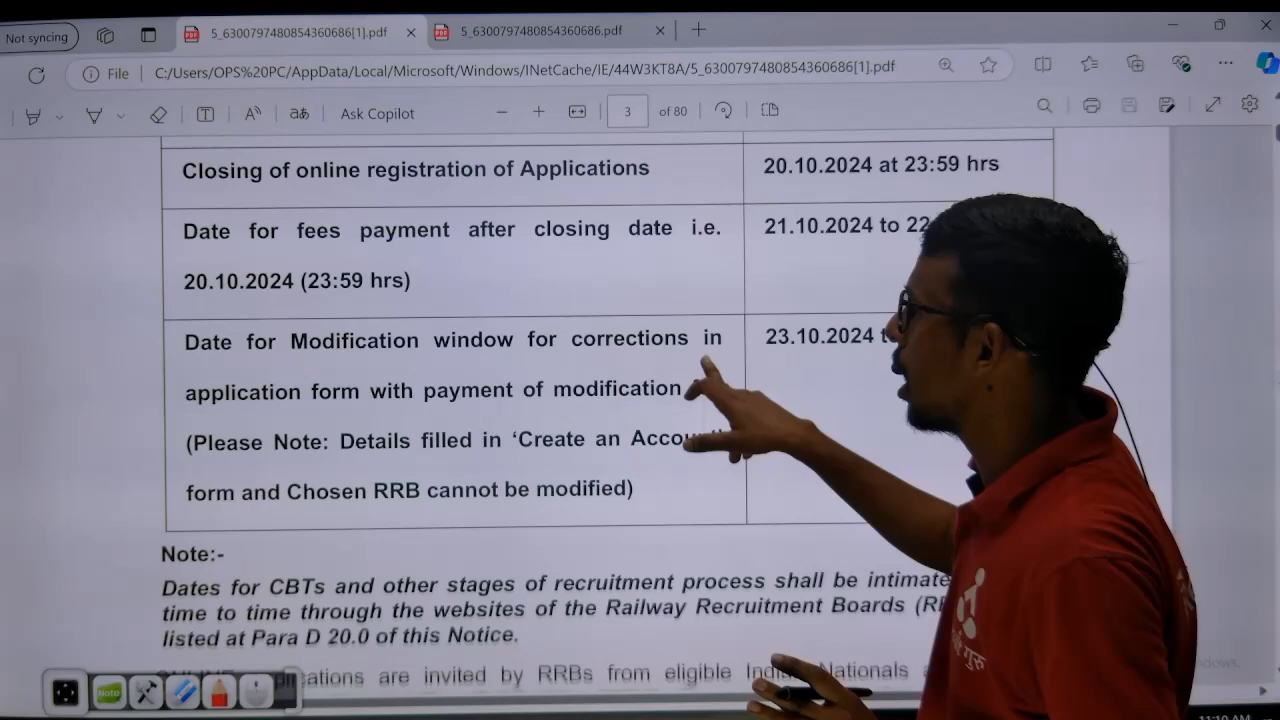 Not syncing
5_6300797480854360686[1].pdf
5_6300797480854360686.pdf
File
C:/Users/OPS%20PC/AppData/Local/Microsoft/Windows/INetCache/IE/44W3KT8A/5_6300797480854360686[1].pdf
aあ Ask Copilot 3 of 80
Closing of online registration of Applications 20.10.2024 at 23:59 hrs
Date for fees payment after closing date i.e. 21.10.2024 to 22
20.10.2024 (23:59 hrs)
Date for Modification window for corrections in 23.10.2024
application form with payment of modification
(Please Note: Details filled in ‘Create an
form and Chosen RRB cannot be modified)
Note:-
Dates for CBTs and other stages of recruitment process shall be
time to time through the websites of the Railway Recruitment Boards
listed at Para D 20.0 of this Notice.
are invited by RRBs from eligible Nationals
Note
गुरु